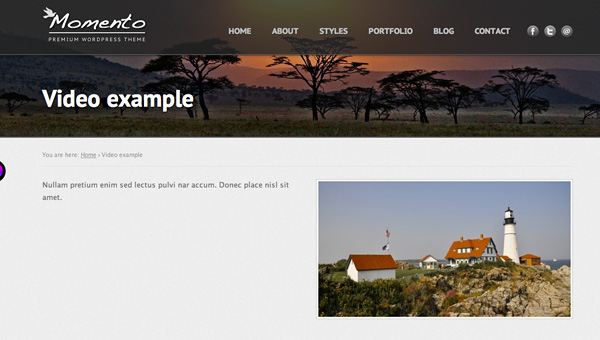 Momento
PREMIUM WORDPRESS THEME
HOME ABOUT STYLES PORTFOLIO BLOG CONTACT
Video example
You are here: Home › Video example
Nullam pretium enim sed lectus pulvi nar accum. Donec place nisl sit
amet.